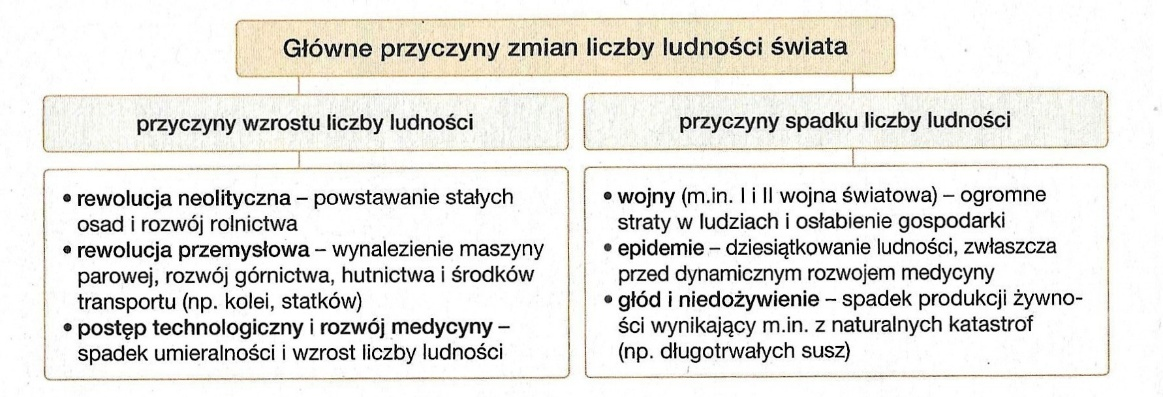 Główne przyczyny zmian liczby ludności świata
przyczyny wzrostu liczby ludności
• rewolucja neolityczna – powstawanie stałych
osad i rozwój rolnictwa
• rewolucja przemysłowa – wynalezienie maszyny
parowej, rozwój górnictwa, hutnictwa i środków
transportu (np. kolei, statków)
• postęp technologiczny i rozwój medycyny –
spadek umieralności i wzrost liczby ludności
przyczyny spadku liczby ludności
• wojny (m.in. I i II wojna światowa) – ogromne
straty w ludziach i osłabienie gospodarki
• epidemie – dziesiątkowanie ludności, zwłaszcza
przed dynamicznym rozwojem medycyny
• głód i niedożywienie – spadek produkcji żywno-
ści wynikający m.in. z naturalnych katastrof
(np. długotrwałych susz)